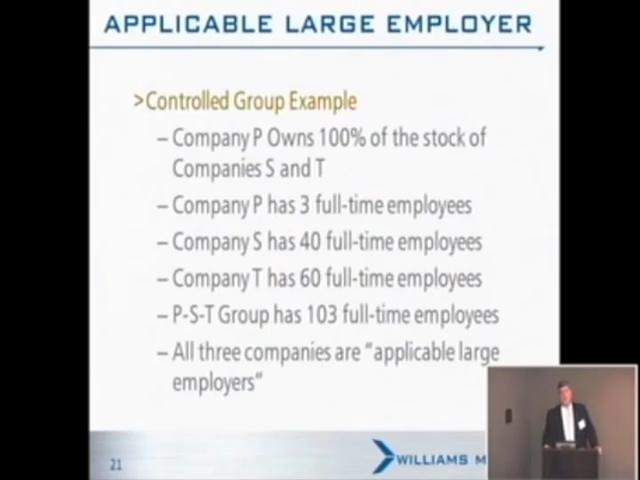 APPLICABLE LARGE EMPLOYER
>Controlled Group Example
– Company P Owns 100% of the stock of
Companies S and T
– Company P has 3 full-time employees
– Company S has 40 full-time employees
– Company T has 60 full-time employees
– P-S-T Group has 103 full-time employees
– All three companies are "applicable large
employers"
21
WILLIAMS M